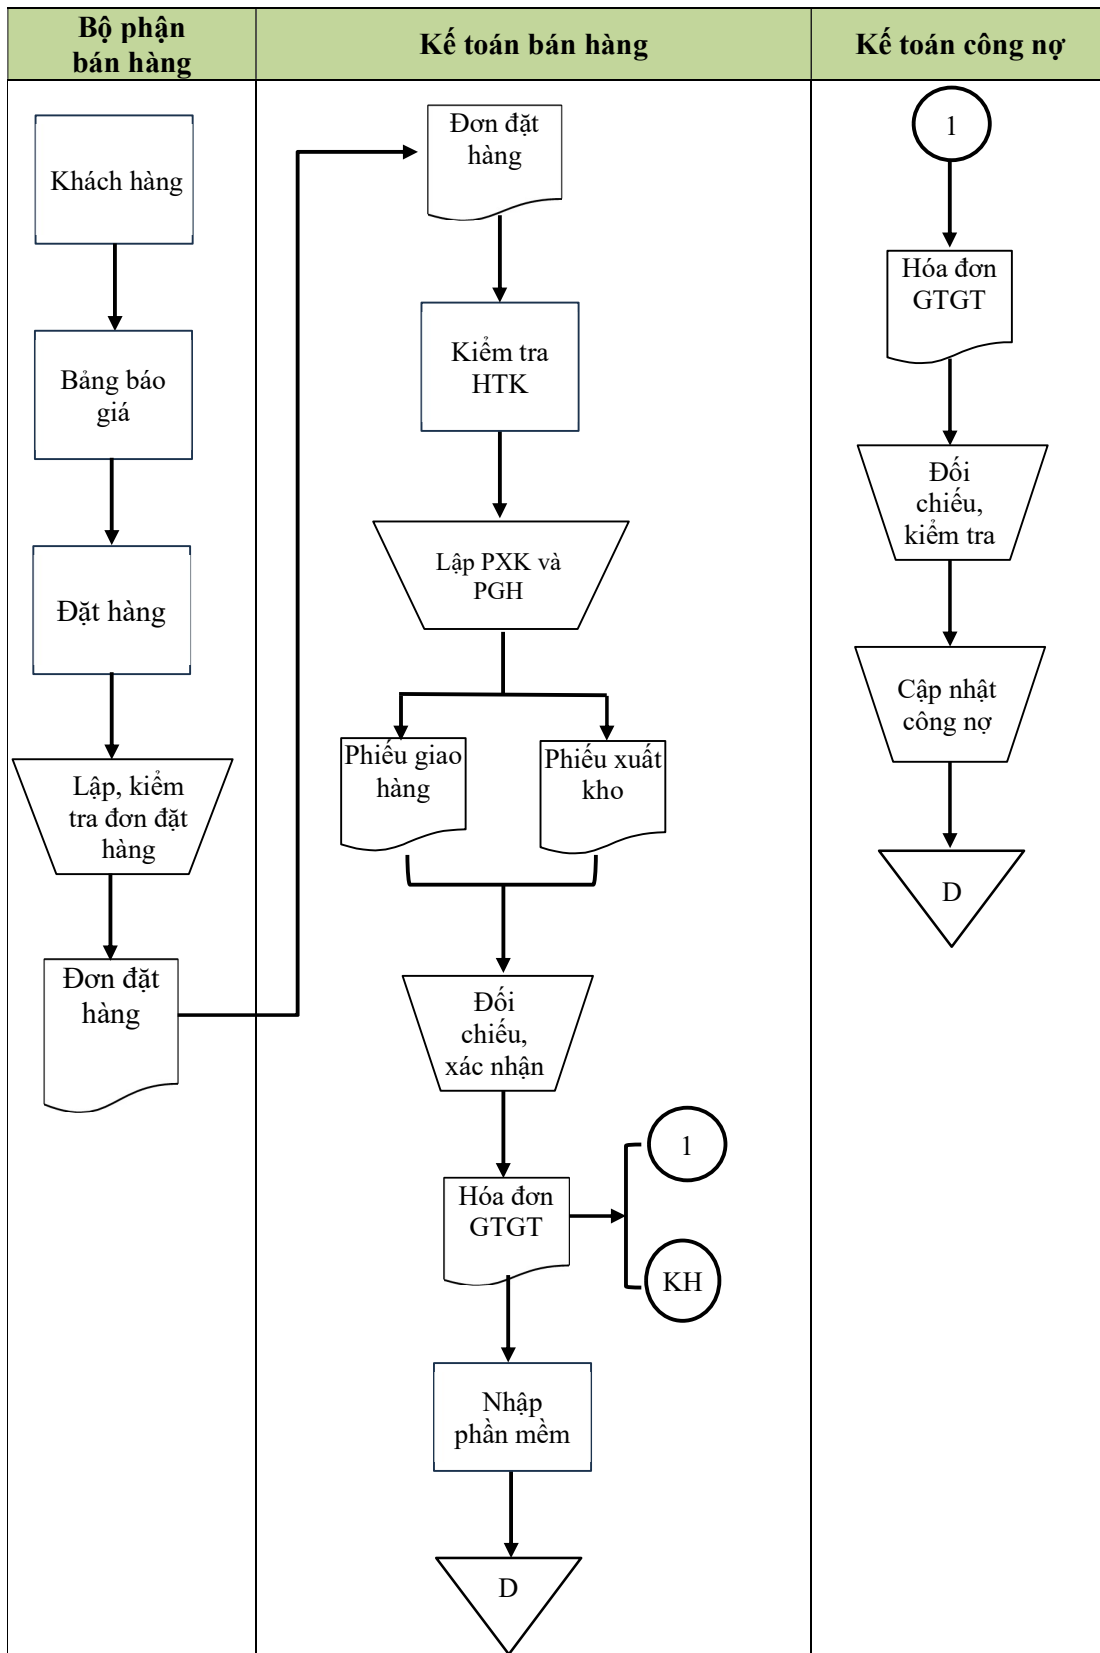 Bộ phận
bán hàng
Kế toán bán hàng
Kế toán công nợ
Khách hàng
Bảng báo
giá
Đặt hàng
Lập, kiểm
tra đơn đặt
hàng
Đơn đặt
hàng
Đơn đặt
hàng
Kiểm tra
HTK
Lập PXK và
PGH
Phiếu giao
hàng
Phiếu xuất
kho
Đối
chiếu,
xác nhận
Hóa đơn
GTGT
1
KH
Nhập
phần mềm
D
1
Hóa đơn
GTGT
Đối
chiếu,
kiểm tra
Cập nhật
công nợ
D